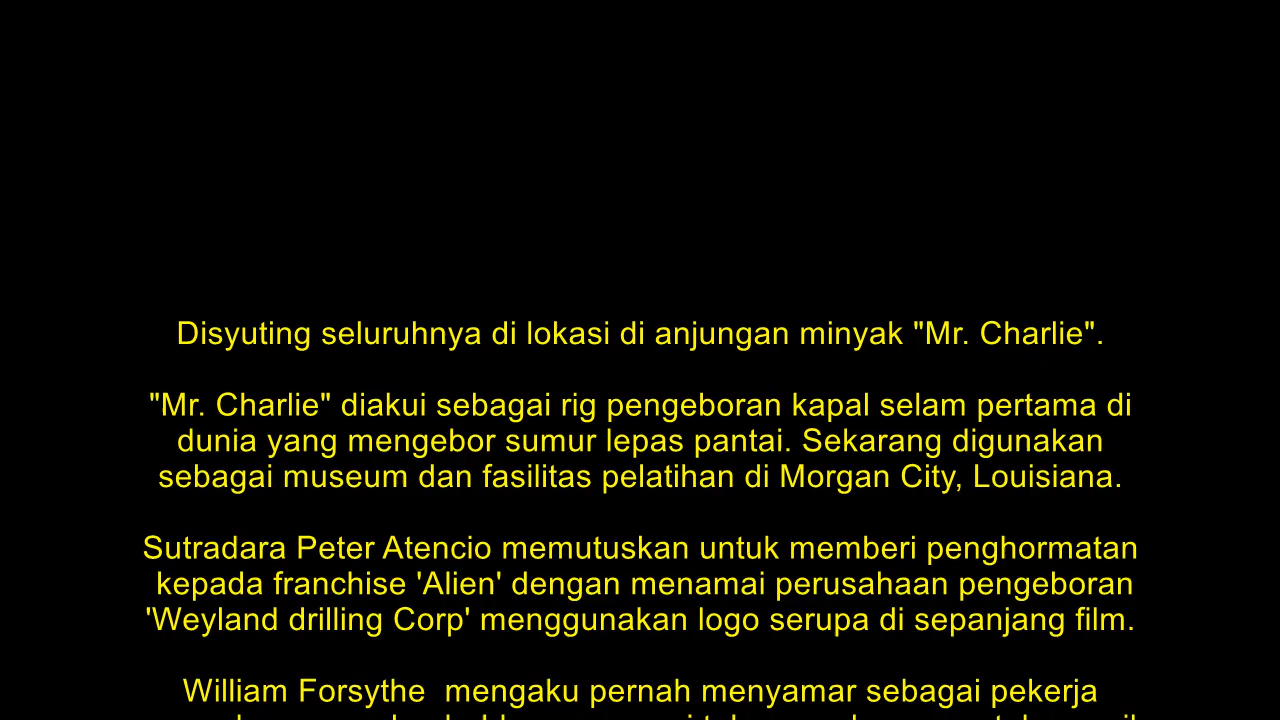 Disyuting seluruhnya di lokasi di anjungan minyak "Mr. Charlie".
"Mr. Charlie" diakui sebagai rig pengeboran kapal selam pertama di
dunia yang mengebor sumur lepas pantai. Sekarang digunakan
sebagai museum dan fasilitas pelatihan di Morgan City, Louisiana.
Sutradara Peter Atencio memutuskan untuk memberi penghormatan
kepada franchise 'Alien' dengan menamai perusahaan pengeboran
'Weyland drilling Corp' menggunakan logo serupa di sepanjang film.
William Forsythe  mengaku pernah menyamar sebagai pekerja